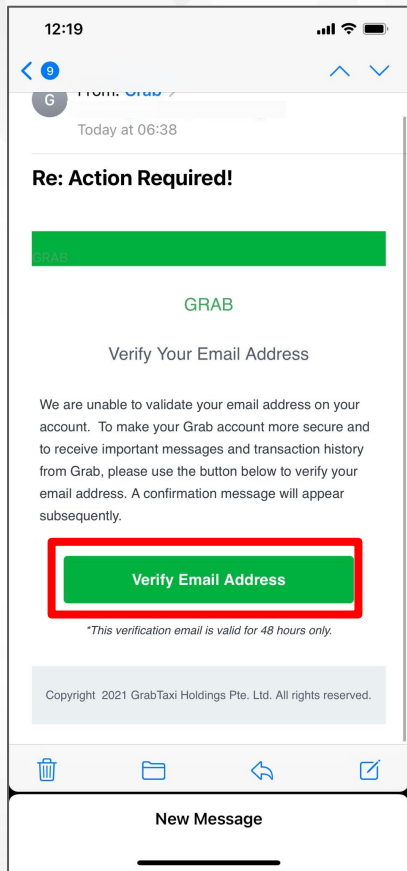 12:19
9
G
From: Grab >
Today at 06:38
Re: Action Required!
GRAB
GRAB
Verify Your Email Address
We are unable to validate your email address on your
account. To make your Grab account more secure and
to receive important messages and transaction history
from Grab, please use the button below to verify your
email address. A confirmation message will appear
subsequently.
Verify Email Address
*This verification email is valid for 48 hours only.
Copyright 2021 GrabTaxi Holdings Pte. Ltd. All rights reserved.
New Message